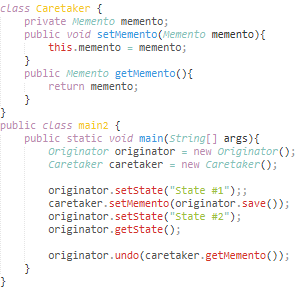 class Caretaker {
    private Memento memento;
    public void setMemento(Memento memento){
        this.memento = memento;
    }
    public Memento getMemento(){
        return memento;
    }
}
public class main2 {
    public static void main(String[] args){
        Originator originator = new Originator();
        Caretaker caretaker = new Caretaker();

        originator.setState("State #1");;
        caretaker.setMemento(originator.save());
        originator.setState("State #2");
        originator.getState();

        originator.undo(caretaker.getMemento());
    }
}